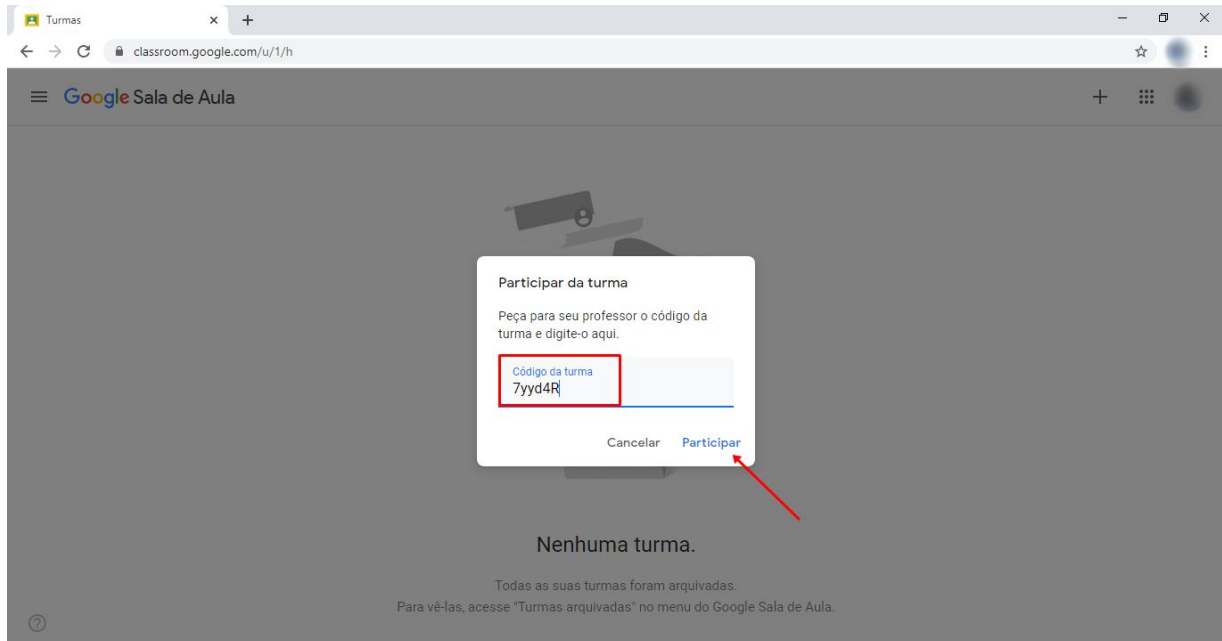 Turmas
classroom.google.com/u/1/h
Google Sala de Aula
Participar da turma
Peça para seu professor o código da
turma e digite-o aqui.
Código da turma
7yyd4R
Cancelar Participar
Nenhuma turma.
Todas as suas turmas foram arquivadas.
Para vê-las, acesse "Turmas arquivadas" no menu do Google Sala de Aula.